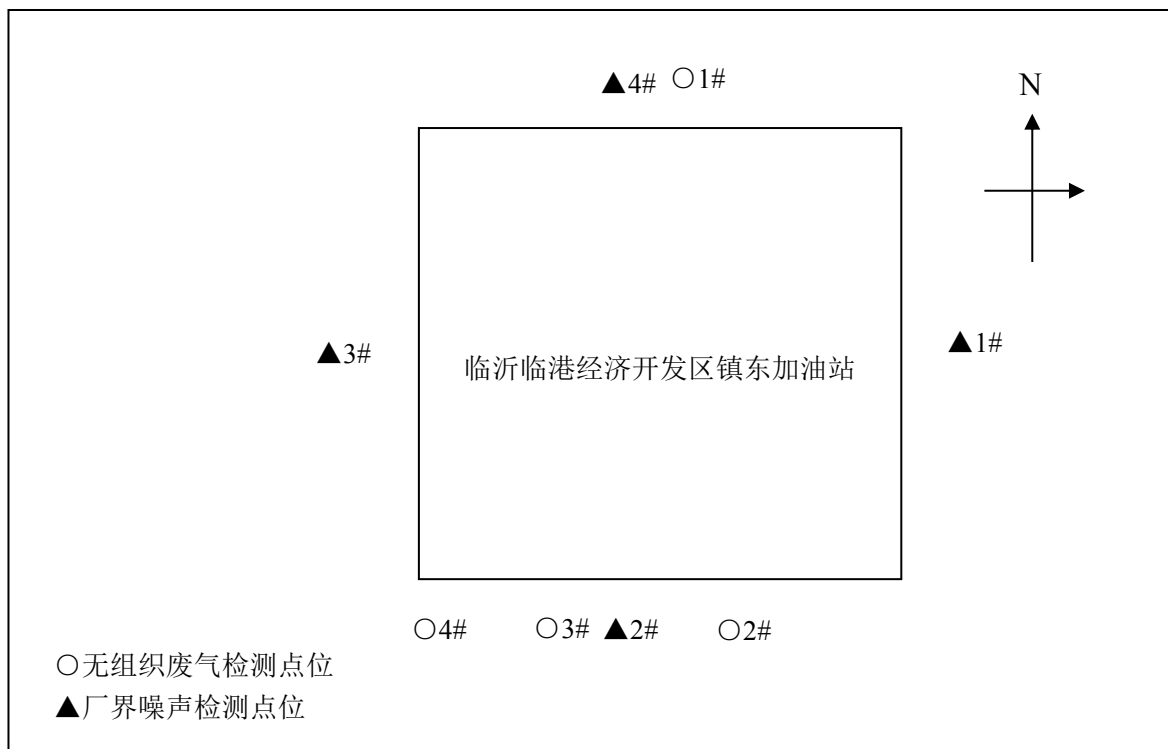 ▲4# ○1#
N
▲3#
临沂临港经济开发区镇东加油站
▲1#
○4# ○3# ▲2# ○2#
○无组织废气检测点位
▲厂界噪声检测点位